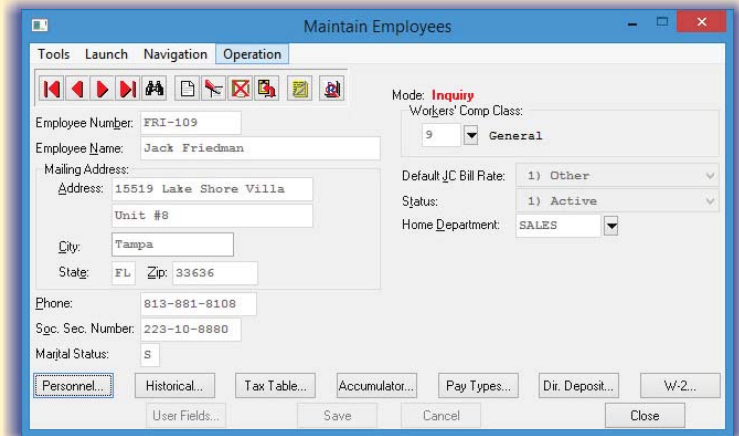 Maintain Employees
Tools Launch Navigation Operation
Mode: Inquiry
Workers' Comp Class:
9 General
Employee Number: FRI-109
Employee Name: Jack Friedman
Mailing Address:
Address: 15519 Lake Shore Villa
Unit #8
City: Tampa
State: FL Zip: 33636
Default JC Bill Rate: 1) Other
Status: 1) Active
Home Department: SALES
Phone: 813-881-8108
Soc. Sec. Number: 223-10-8880
Marital Status: S
Personnel... Historical... Tax Table... Accumulator... Pay Types... Dir. Deposit... W-2...
User Fields... Save Cancel Close